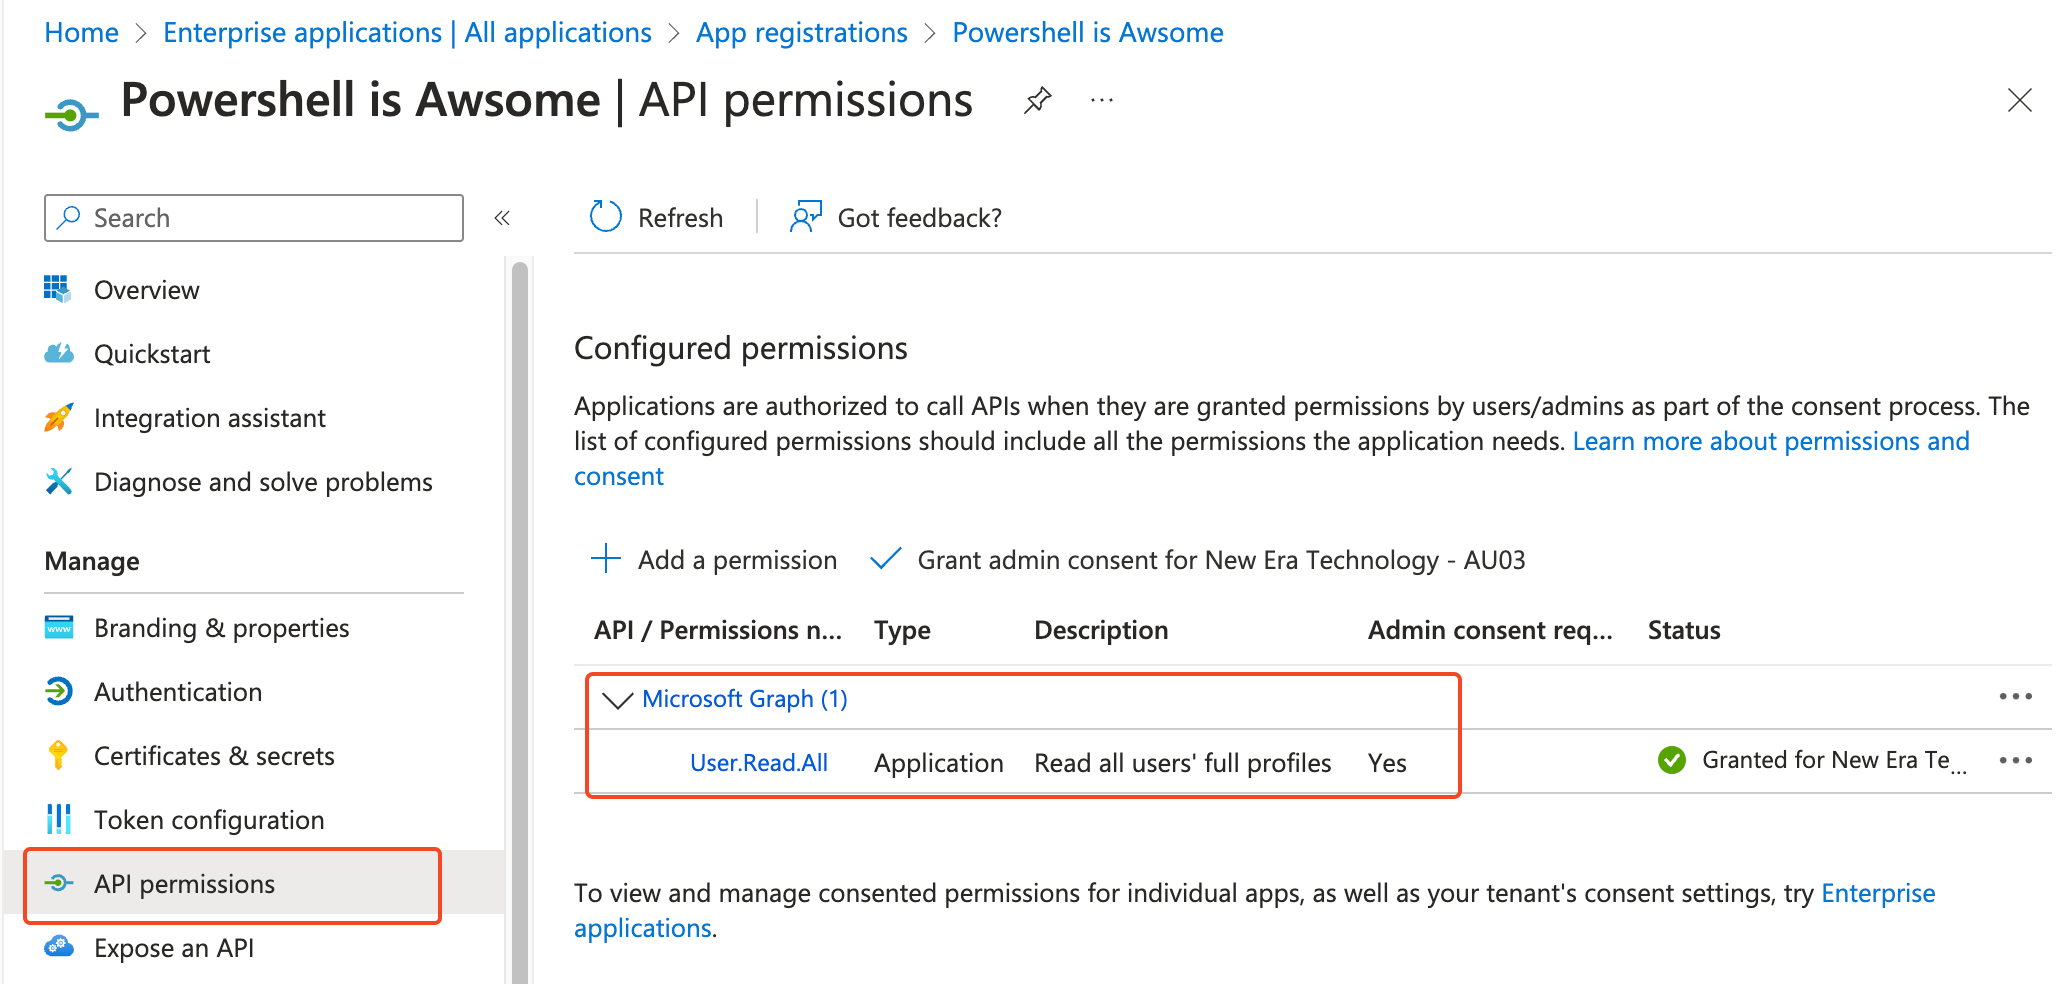 Home > Enterprise applications | All applications > App registrations > Powershell is Awsome
Powershell is Awsome | API permissions
Search
Refresh
Got feedback?
Overview
Quickstart
Integration assistant
Diagnose and solve problems
Manage
Branding & properties
Authentication
Certificates & secrets
Token configuration
API permissions
Expose an API
Configured permissions
Applications are authorized to call APIs when they are granted permissions by users/admins as part of the consent process. The
list of configured permissions should include all the permissions the application needs. Learn more about permissions and
consent
Add a permission
Grant admin consent for New Era Technology - AU03
API / Permissions n... Type Description Admin consent req... Status
Microsoft Graph (1)
User.Read.All Application Read all users' full profiles Yes Granted for New Era Te...
To view and manage consented permissions for individual apps, as well as your tenant's consent settings, try Enterprise
applications.